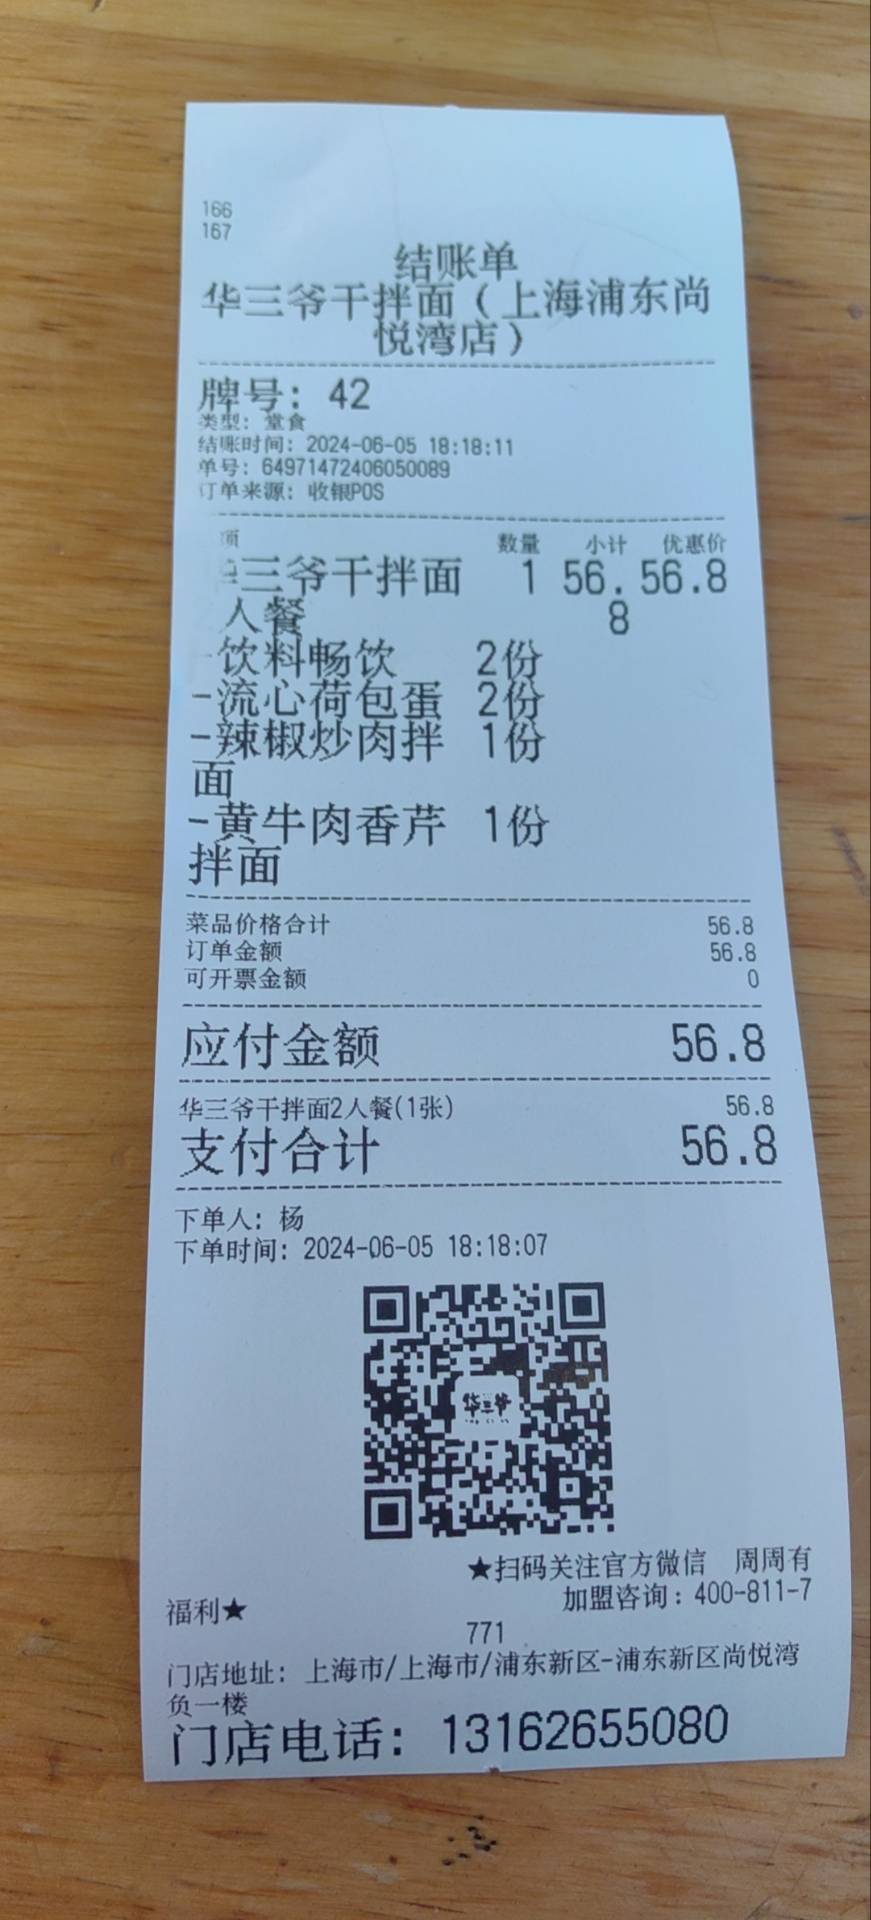 166
167
结账单
华三爷干拌面（上海浦东尚
悦湾店）
牌号: 42
类型: 堂食
结账时间: 2024-06-05 18:18:11
单号: 64971472406050089
订单来源: 收银POS
项 数量 小计 优惠价
三爷干拌面 1 56. 56.8
人餐 8
饮料畅饮 2份
-流心荷包蛋 2份
-辣椒炒肉拌 1份
面
-黄牛肉香芹 1份
拌面
菜品价格合计 56.8
订单金额 56.8
可开票金额 0
应付金额 56.8
华三爷干拌面2人餐(1张) 56.8
支付合计 56.8
下单人: 杨
下单时间: 2024-06-05 18:18:07
华三爷
★扫码关注官方微信 周周有
福利★ 加盟咨询：400-811-7
771
门店地址: 上海市/上海市/浦东新区-浦东新区尚悦湾
负一楼
门店电话: 13162655080